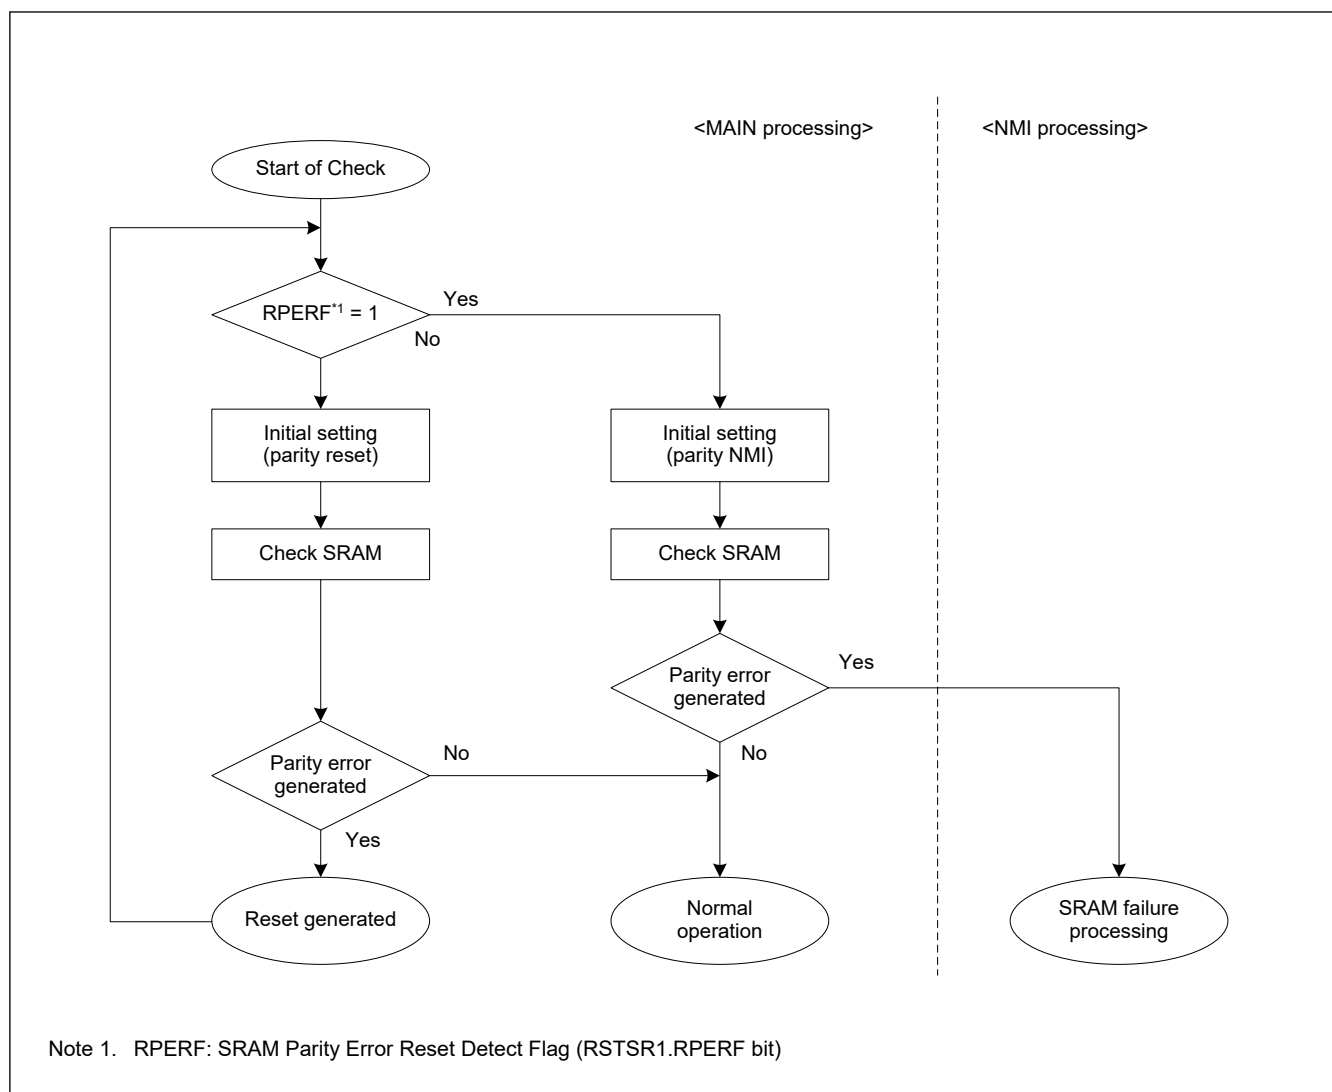 <MAIN processing>
<NMI processing>
Start of Check
RPERF*1 = 1
Yes
No
Initial setting
(parity reset)
Initial setting
(parity NMI)
Check SRAM
Check SRAM
Parity error
generated
Yes
No
Parity error
generated
No
Yes
Reset generated
Normal
operation
SRAM failure
processing
Note 1. RPERF: SRAM Parity Error Reset Detect Flag (RSTSR1.RPERF bit)